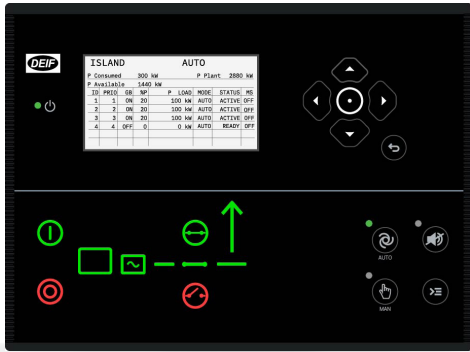 DEIF
ISLAND AUTO
P Consumed 300 kW P Plant 2880 kW
P Available 1440 kW
ID PRIO GB %P P LOAD MODE STATUS MS
1 1 ON 20 100 kW AUTO ACTIVE OFF
2 2 ON 20 100 kW AUTO ACTIVE OFF
3 3 ON 20 100 kW AUTO ACTIVE OFF
4 4 OFF 0 0 kW AUTO READY OFF
AUTO
MAN